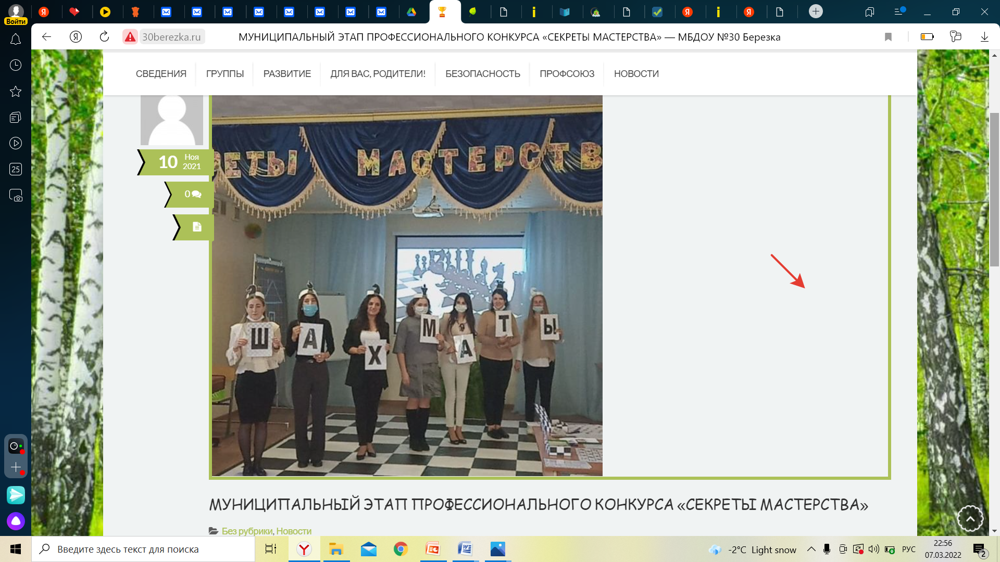 Войти
30berezka.ru
МУНИЦИПАЛЬНЫЙ ЭТАП ПРОФЕССИОНАЛЬНОГО КОНКУРСА «СЕКРЕТЫ МАСТЕРСТВА» — МБДОУ №30 Березка
СВЕДЕНИЯ ГРУППЫ РАЗВИТИЕ ДЛЯ ВАС, РОДИТЕЛИ! БЕЗОПАСНОСТЬ ПРОФСОЮЗ НОВОСТИ
25
10 Ноя 2021
0
РЕТЫ МАСТЕРСТВ
Ш А Х М А Т Ы
МУНИЦИПАЛЬНЫЙ ЭТАП ПРОФЕССИОНАЛЬНОГО КОНКУРСА «СЕКРЕТЫ МАСТЕРСТВА»
Без рубрики, Новости
Введите здесь текст для поиска
-2°C Light snow
РУС
22:56
07.03.2022
2